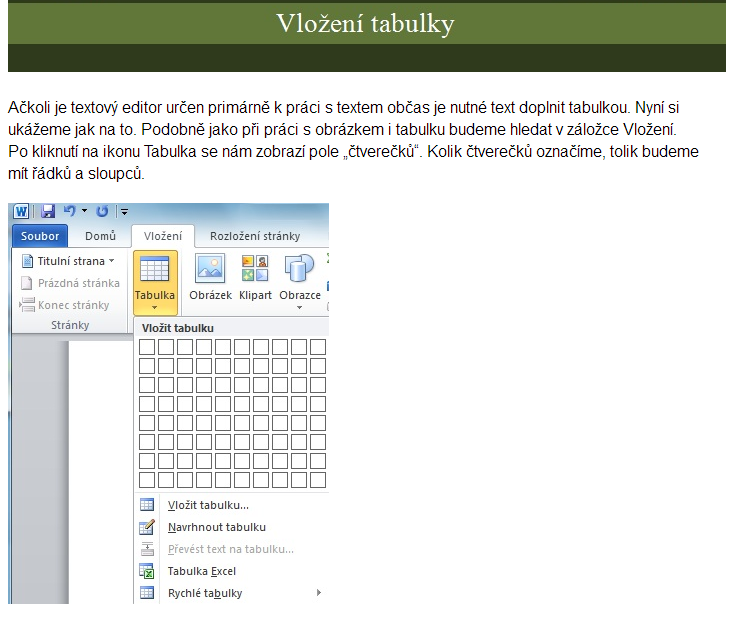 Vložení tabulky
Ačkoli je textový editor určen primárně k práci s textem občas je nutné text doplnit tabulkou. Nyní si
ukážeme jak na to. Podobně jako při práci s obrázkem i tabulku budeme hledat v záložce Vložení.
Po kliknutí na ikonu Tabulka se nám zobrazí pole „čtverečků“. Kolik čtverečků označíme, tolik budeme
mít řádků a sloupců.
W
Soubor Domů Vložení Rozložení stránky
Titulní strana
Prázdná stránka
Konec stránky
Stránky
Tabulka Obrázek Klipart Obrazce
Vložit tabulku
Vložit tabulku...
Navrhnout tabulku
Převést text na tabulku...
Tabulka Excel
Rychlé tabulky